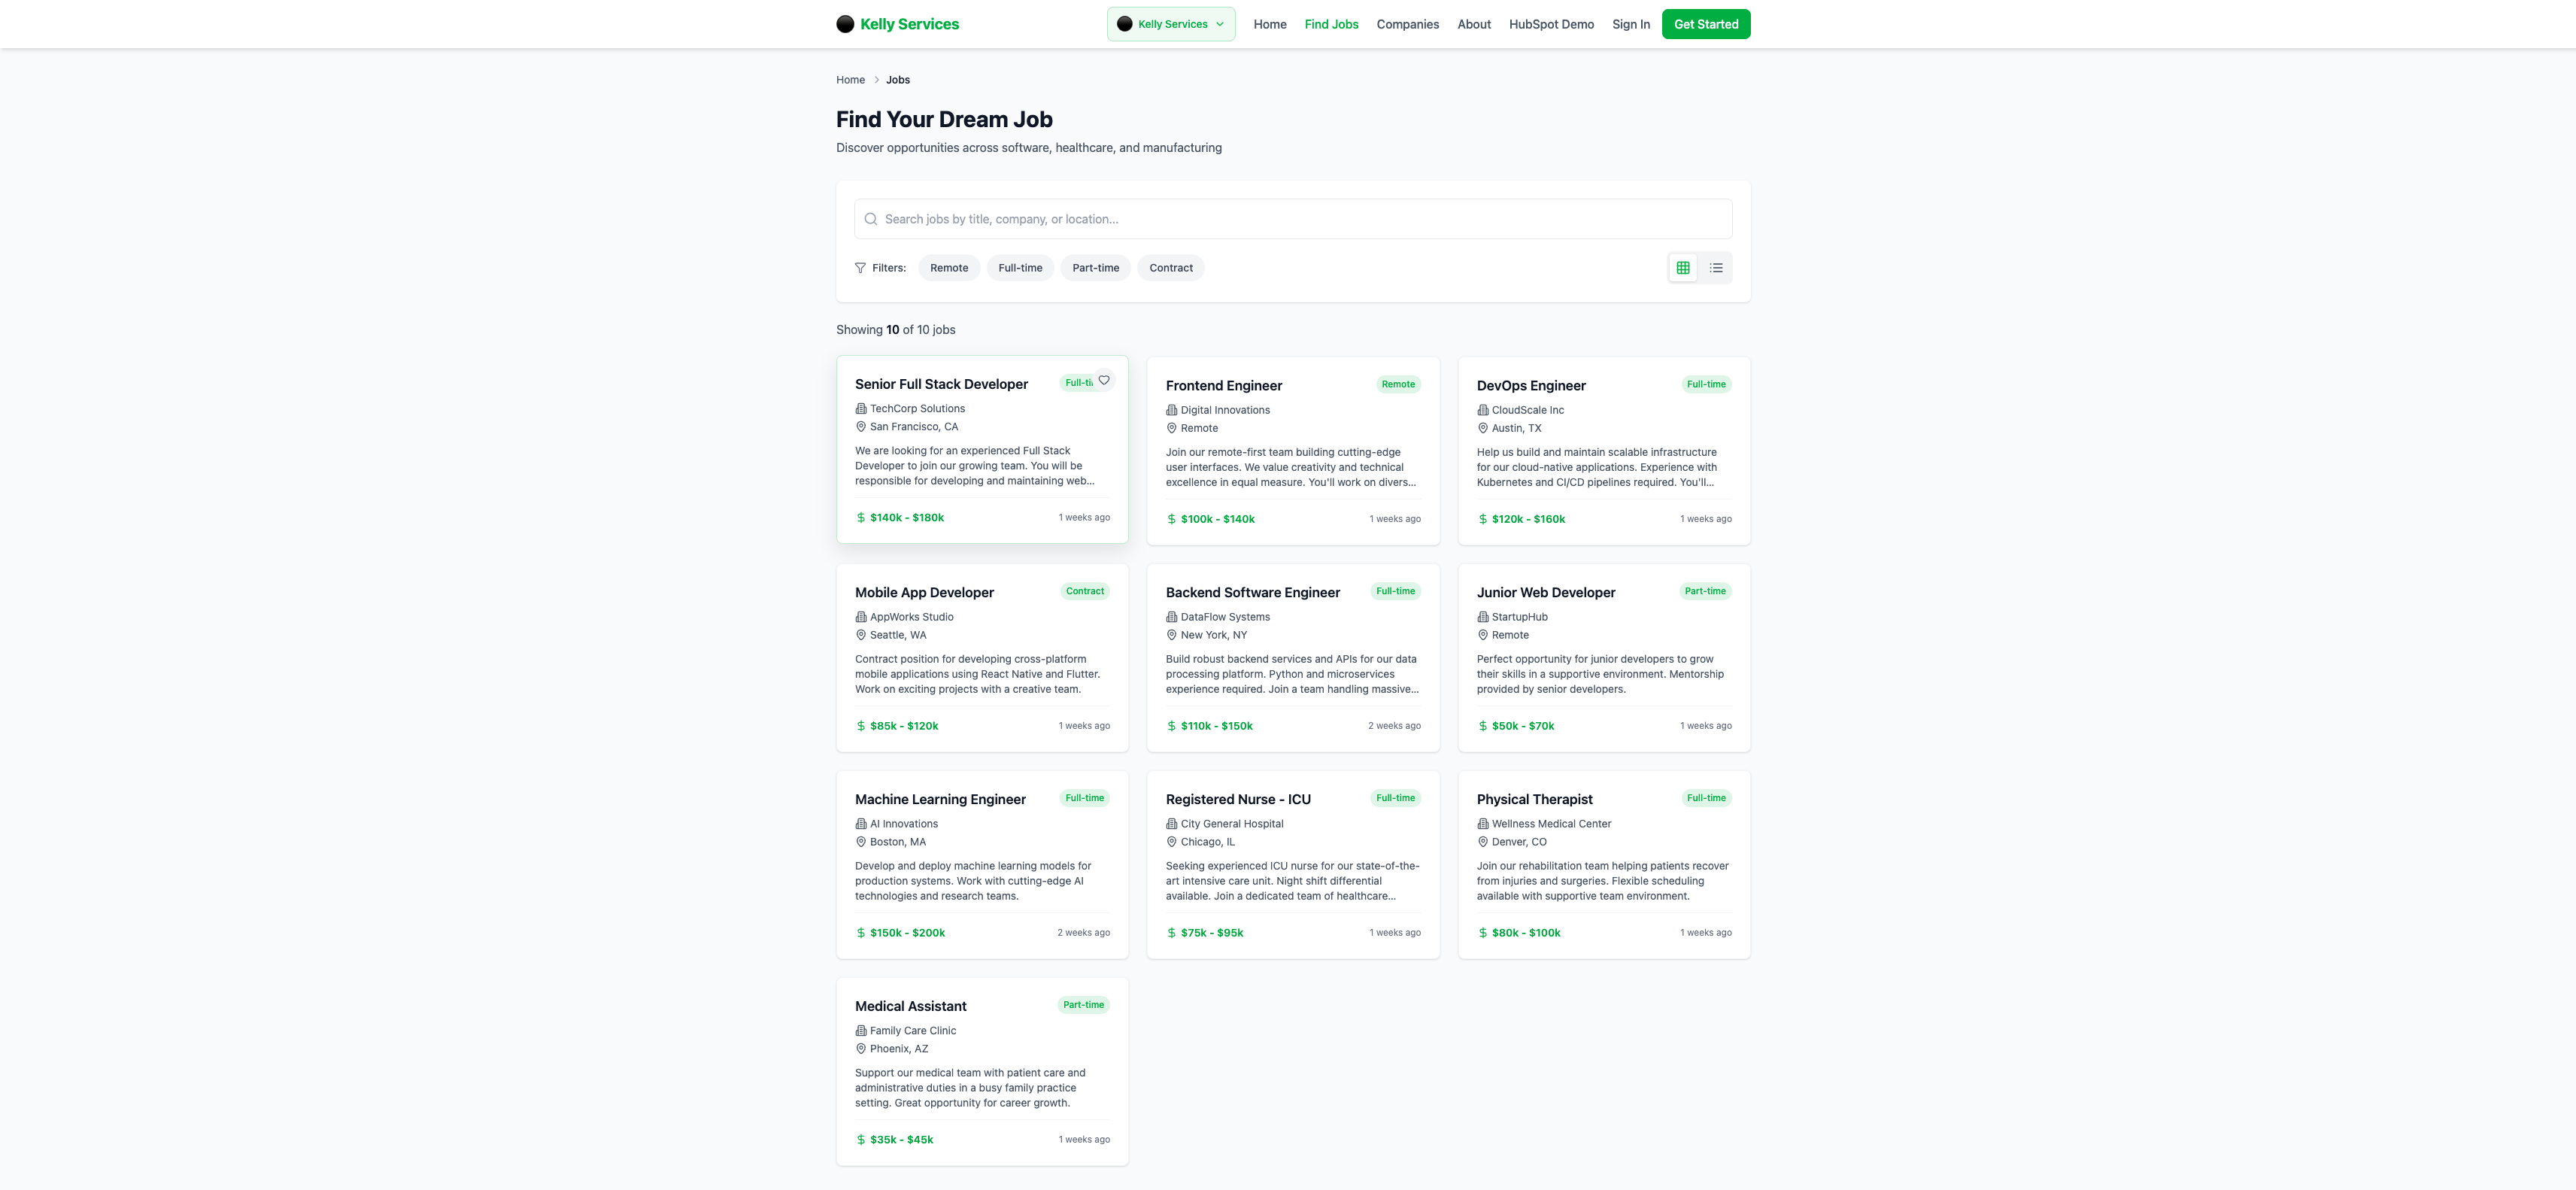 Kelly Services
Kelly Services
Home
Find Jobs
Companies
About
HubSpot Demo
Sign In
Get Started
Home
Jobs
Find Your Dream Job
Discover opportunities across software, healthcare, and manufacturing
Search jobs by title, company, or location...
Filters:
Remote
Full-time
Part-time
Contract
Showing 10 of 10 jobs
Senior Full Stack Developer
Full-ti
TechCorp Solutions
San Francisco, CA
We are looking for an experienced Full Stack
Developer to join our growing team. You will be
responsible for developing and maintaining web...
$140k - $180k
1 weeks ago
Frontend Engineer
Remote
Digital Innovations
Remote
Join our remote-first team building cutting-edge
user interfaces. We value creativity and technical
excellence in equal measure. You'll work on divers...
$100k - $140k
1 weeks ago
DevOps Engineer
Full-time
CloudScale Inc
Austin, TX
Help us build and maintain scalable infrastructure
for our cloud-native applications. Experience with
Kubernetes and CI/CD pipelines required. You'll...
$120k - $160k
1 weeks ago
Mobile App Developer
Contract
AppWorks Studio
Seattle, WA
Contract position for developing cross-platform
mobile applications using React Native and Flutter.
Work on exciting projects with a creative team.
$85k - $120k
1 weeks ago
Backend Software Engineer
Full-time
DataFlow Systems
New York, NY
Build robust backend services and APIs for our data
processing platform. Python and microservices
experience required. Join a team handling massive...
$110k - $150k
2 weeks ago
Junior Web Developer
Part-time
StartupHub
Remote
Perfect opportunity for junior developers to grow
their skills in a supportive environment. Mentorship
provided by senior developers.
$50k - $70k
1 weeks ago
Machine Learning Engineer
Full-time
AI Innovations
Boston, MA
Develop and deploy machine learning models for
production systems. Work with cutting-edge AI
technologies and research teams.
$150k - $200k
2 weeks ago
Registered Nurse - ICU
Full-time
City General Hospital
Chicago, IL
Seeking experienced ICU nurse for our state-of-the-
art intensive care unit. Night shift differential
available. Join a dedicated team of healthcare...
$75k - $95k
1 weeks ago
Physical Therapist
Full-time
Wellness Medical Center
Denver, CO
Join our rehabilitation team helping patients recover
from injuries and surgeries. Flexible scheduling
available with supportive team environment.
$80k - $100k
1 weeks ago
Medical Assistant
Part-time
Family Care Clinic
Phoenix, AZ
Support our medical team with patient care and
administrative duties in a busy family practice
setting. Great opportunity for career growth.
$35k - $45k
1 weeks ago